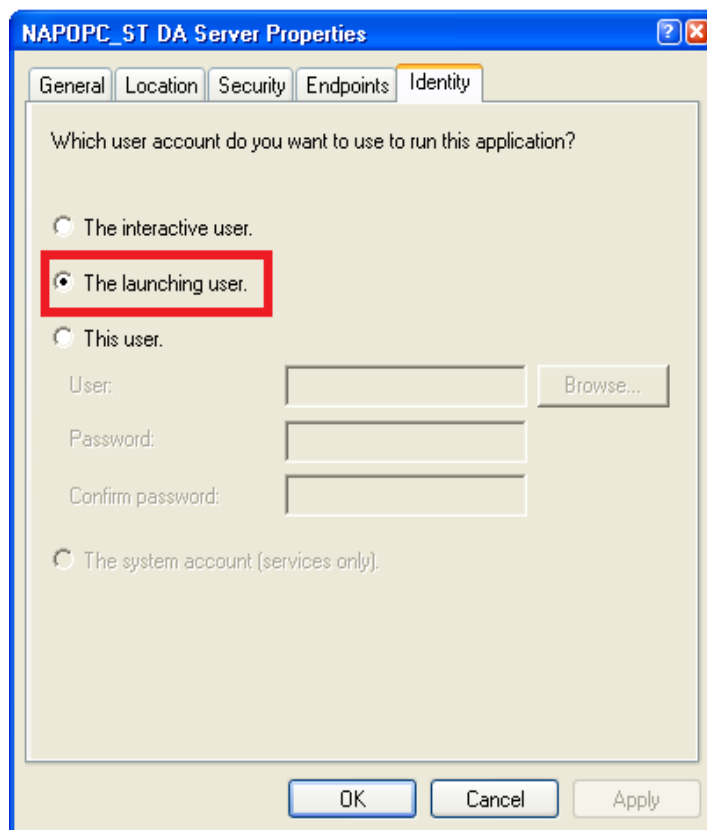 NAPOPC_ST DA Server Properties
General Location Security Endpoints Identity
Which user account do you want to use to run this application?
The interactive user.
The launching user.
This user.
User:
Browse...
Password:
Confirm password:
The system account (services only).
OK Cancel Apply